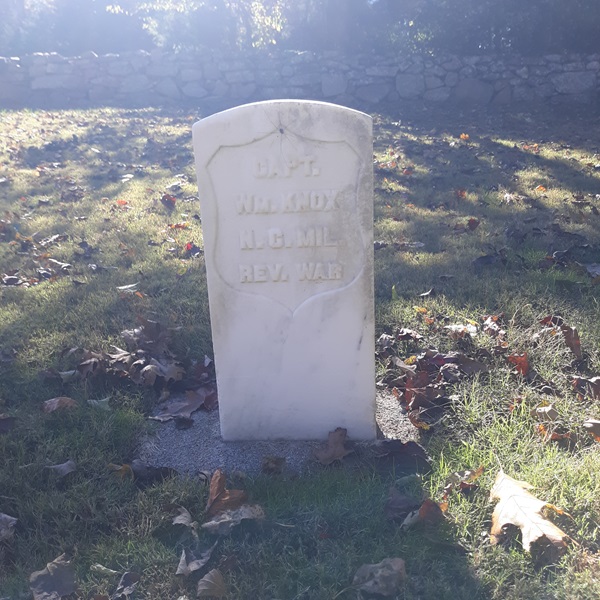 CAPT.
WM. KNOX
N. C. MIL.
REV. WAR